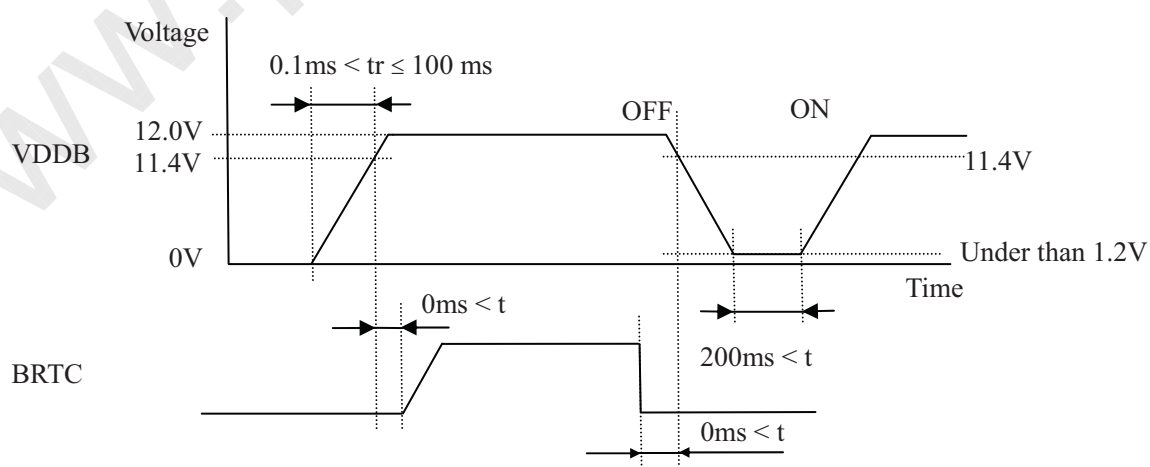 Voltage
0.1ms < tr ≤ 100 ms
OFF
ON
12.0V
VDDB
11.4V
11.4V
0V
Under than 1.2V
Time
0ms < t
200ms < t
BRTC
0ms < t